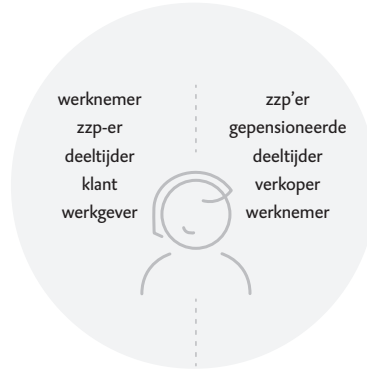 werknemer
zzp-er
deeltijder
klant
werkgever
zzp’er
gepensioneerde
deeltijder
verkoper
werknemer